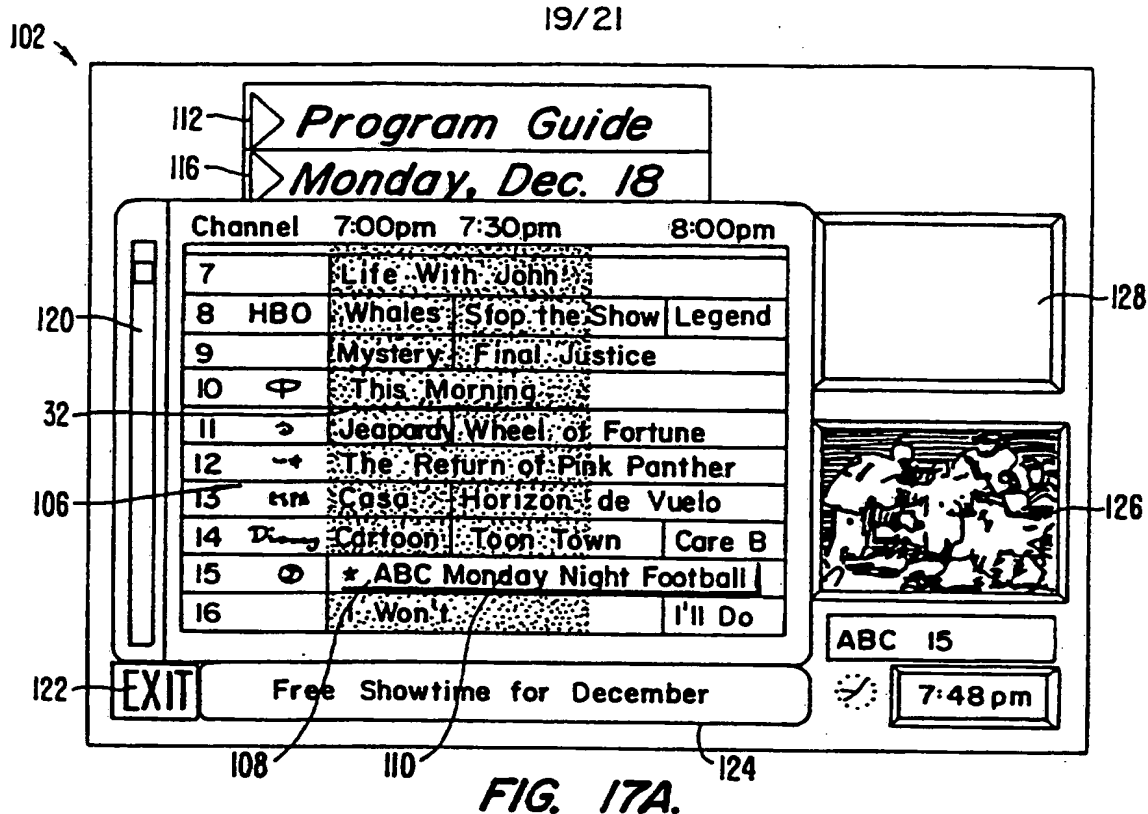 19/21
102
112 Program Guide
116 Monday, Dec. 18
Channel 7:00pm 7:30pm 8:00pm
7 Life With John
8 HBO Whales Stop the Show Legend
128
120
9 Mystery Final Justice
10 This Morning
32
11 Jeapardy Wheel of Fortune
12 The Return of Pink Panther
106
13 Casa Horizon de Vuelo
126
14 Disney Cartoon Toon Town Care B
15 * ABC Monday Night Football
16 I Won't I'll Do
ABC 15
122 EXIT Free Showtime for December
7:48pm
108 110 124
FIG. 17A.